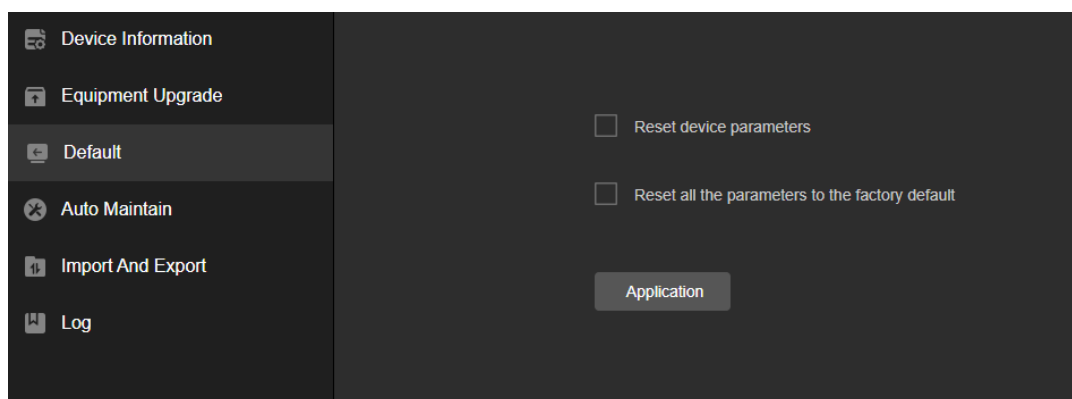 Device Information
Equipment Upgrade
Default
Auto Maintain
Import And Export
Log
Reset device parameters
Reset all the parameters to the factory default
Application